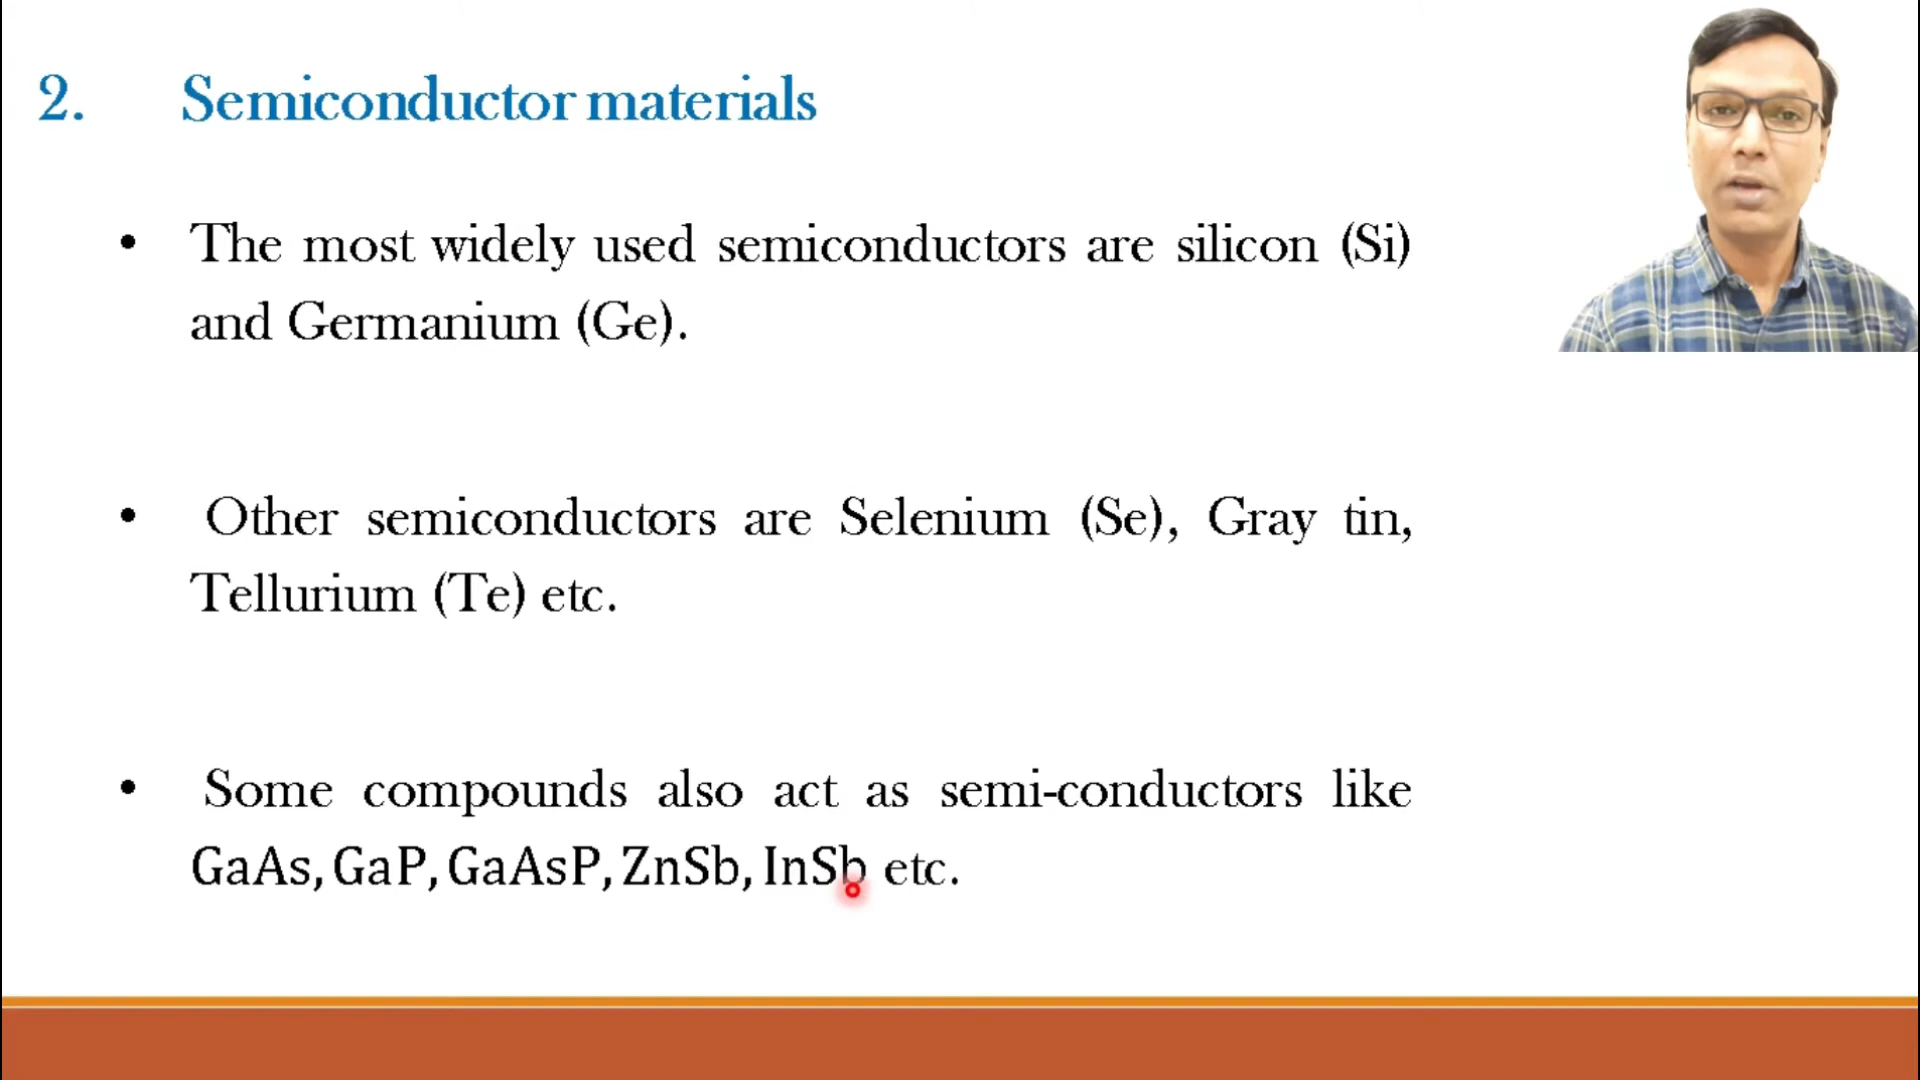 2. Semiconductor materials
• The most widely used semiconductors are silicon (Si)
and Germanium (Ge).
• Other semiconductors are Selenium (Se), Gray tin,
Tellurium (Te) etc.
• Some compounds also act as semi-conductors like
GaAs, GaP, GaAsP, ZnSb, InSb etc.